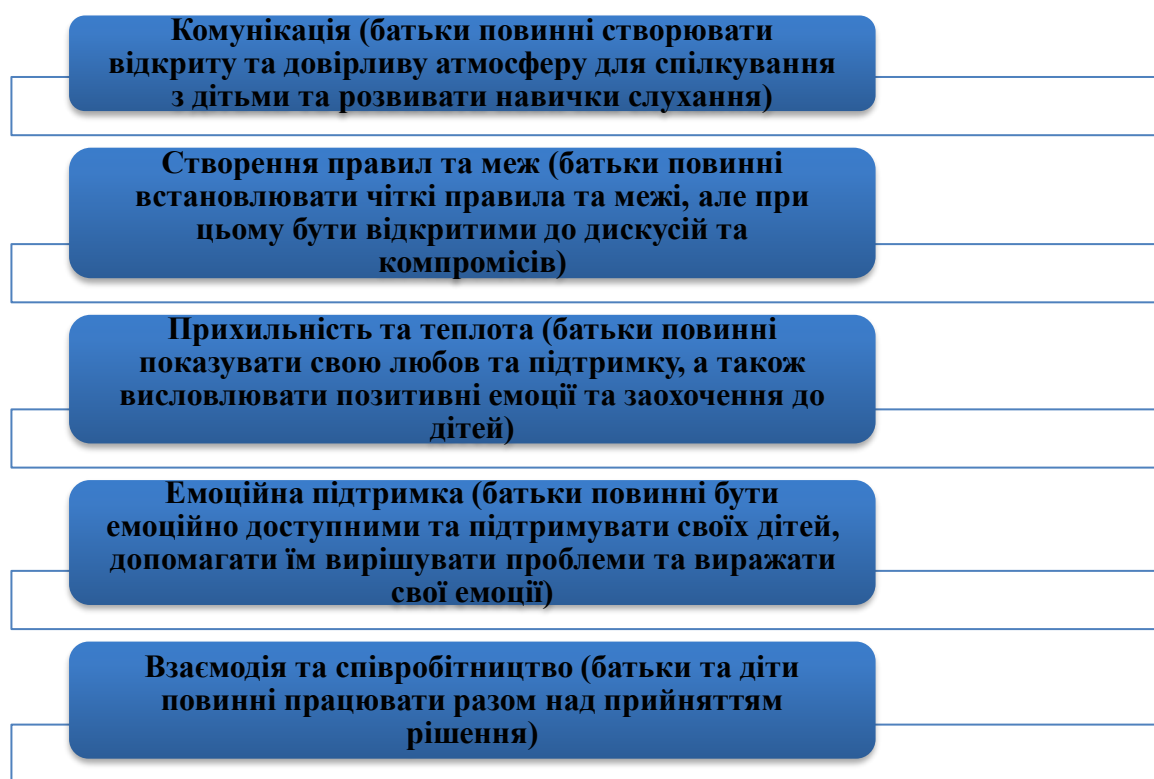 Комунікація (батьки повинні створювати
відкриту та довірливу атмосферу для спілкування
з дітьми та розвивати навички слухання)
Створення правил та меж (батьки повинні
встановлювати чіткі правила та межі, але при
цьому бути відкритими до дискусій та
компромісів)
Прихильність та теплота (батьки повинні
показувати свою любов та підтримку, а також
висловлювати позитивні емоції та заохочення до
дітей)
Емоційна підтримка (батьки повинні бути
емоційно доступними та підтримувати своїх дітей,
допомагати їм вирішувати проблеми та виражати
свої емоції)
Взаємодія та співробітництво (батьки та діти
повинні працювати разом над прийняттям
рішення)